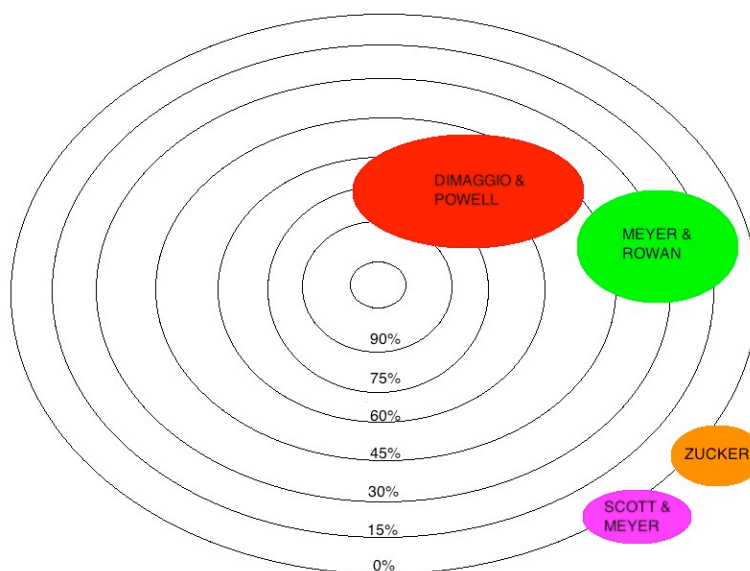 DIMAGGIO &
POWELL
MEYER &
ROWAN
90%
75%
60%
45%
30%
15%
0%
ZUCKER
SCOTT &
MEYER